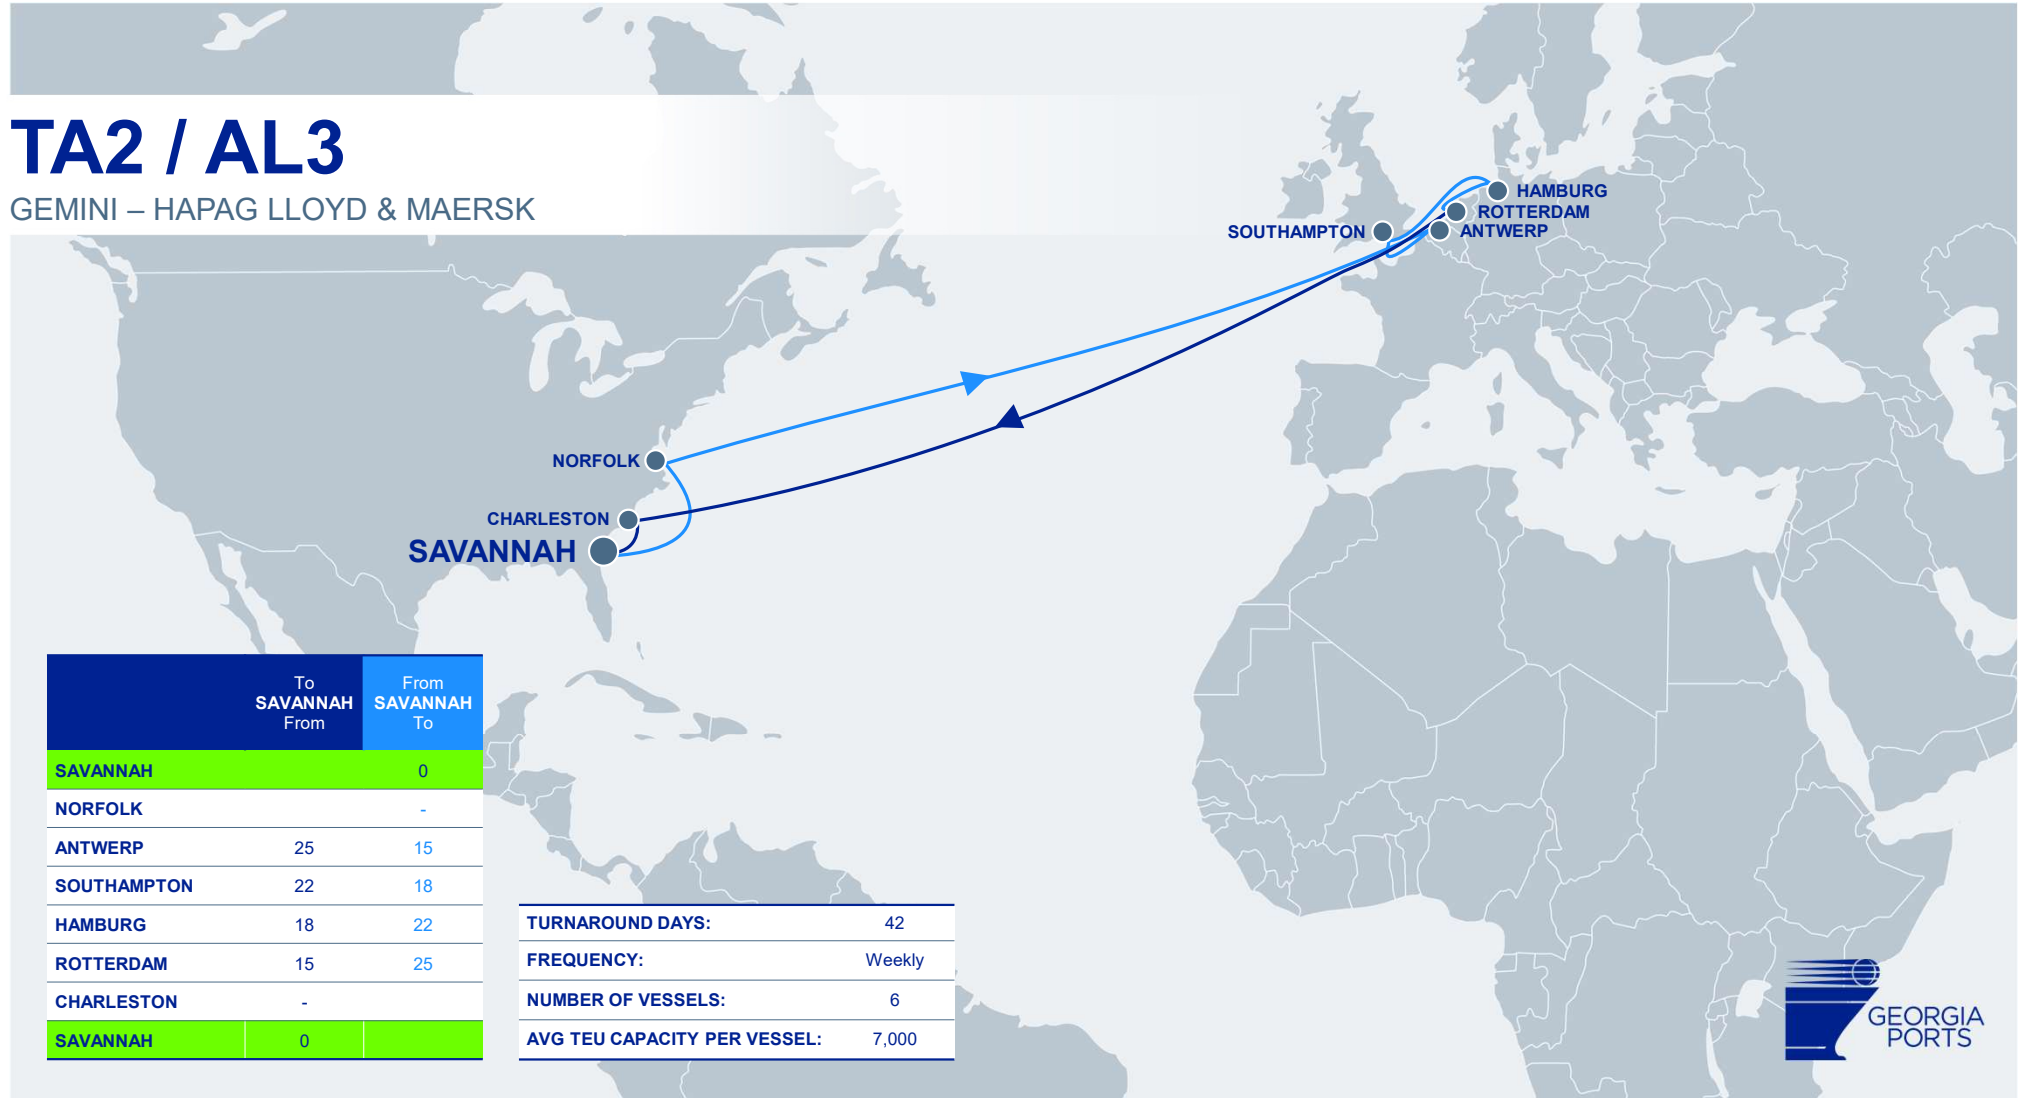 TA2 / AL3
GEMINI – HAPAG LLOYD & MAERSK
HAMBURG
ROTTERDAM
SOUTHAMPTON
ANTWERP
NORFOLK
CHARLESTON
SAVANNAH
To SAVANNAH From
From SAVANNAH To
SAVANNAH 0
NORFOLK -
ANTWERP 25 15
SOUTHAMPTON 22 18
HAMBURG 18 22
ROTTERDAM 15 25
CHARLESTON -
SAVANNAH 0
TURNAROUND DAYS: 42
FREQUENCY: Weekly
NUMBER OF VESSELS: 6
AVG TEU CAPACITY PER VESSEL: 7,000
GEORGIA
PORTS